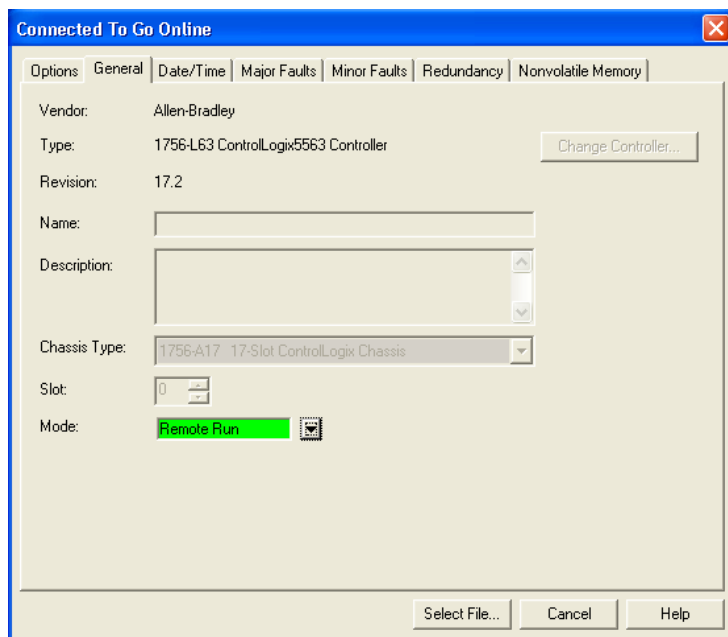 Connected To Go Online
Options General Date/Time Major Faults Minor Faults Redundancy Nonvolatile Memory
Vendor: Allen-Bradley
Type: 1756-L63 ControlLogix5563 Controller Change Controller...
Revision: 17.2
Name:
Description:
Chassis Type: 1756-A17 17-Slot ControlLogix Chassis
Slot: 0
Mode: Remote Run
Select File... Cancel Help